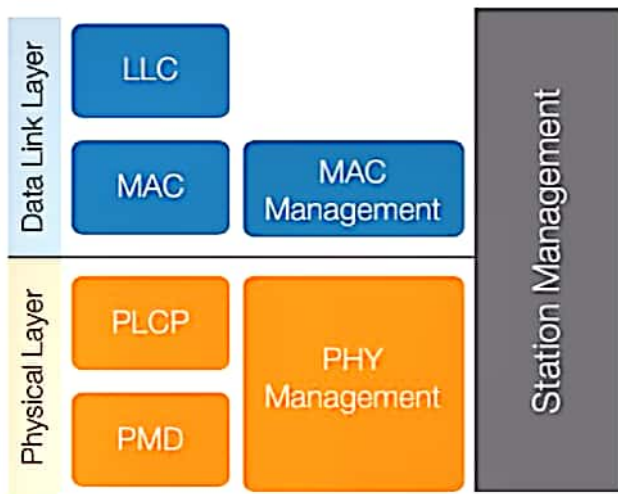 Data Link Layer
LLC
MAC
MAC
Management
Physical Layer
PLCP
PMD
PHY
Management
Station Management